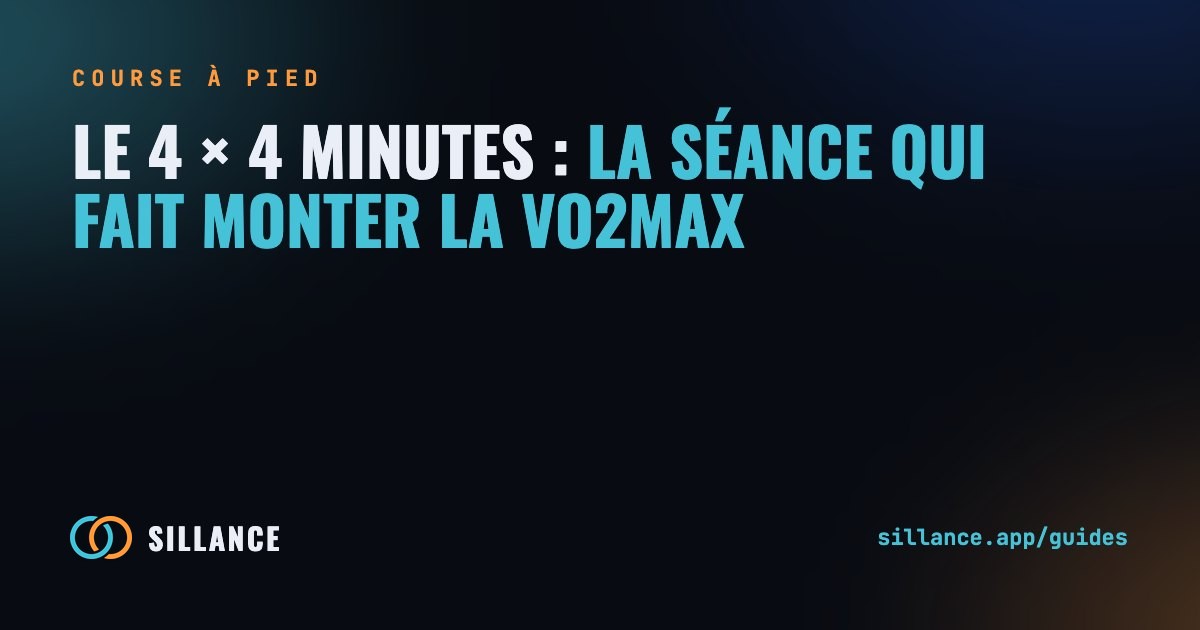 COURSE À PIED
LE 4 × 4 MINUTES : LA SÉANCE QUI
FAIT MONTER LA VO2MAX
SILLANCE
sillance.app/guides